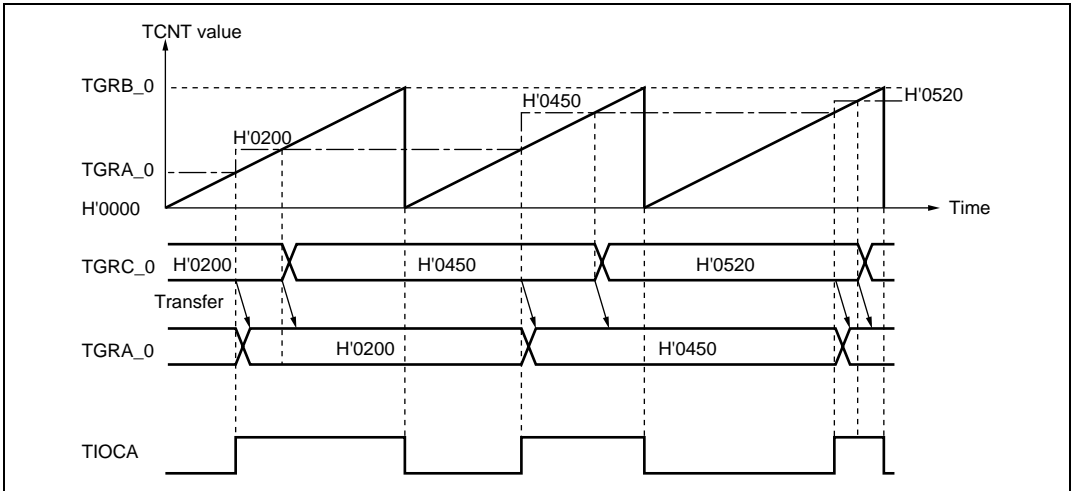 TCNT value
TGRB_0
H'0450
H'0520
H'0200
TGRA_0
H'0000
Time
TGRC_0
H'0200
H'0450
H'0520
Transfer
TGRA_0
H'0200
H'0450
TIOCA